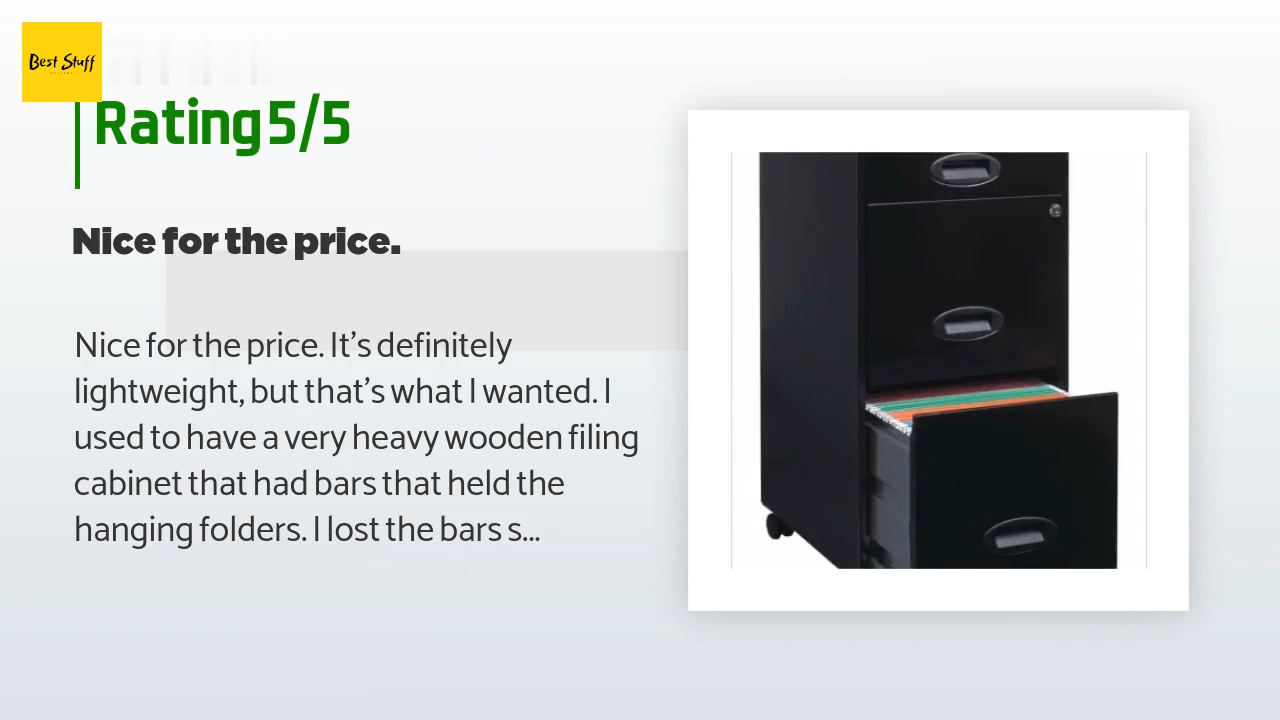 Best Stuff
Rating 5/5
Nice for the price.
Nice for the price. It's definitely
lightweight, but that's what I wanted. I
used to have a very heavy wooden filing
cabinet that had bars that held the
hanging folders. I lost the bars s...